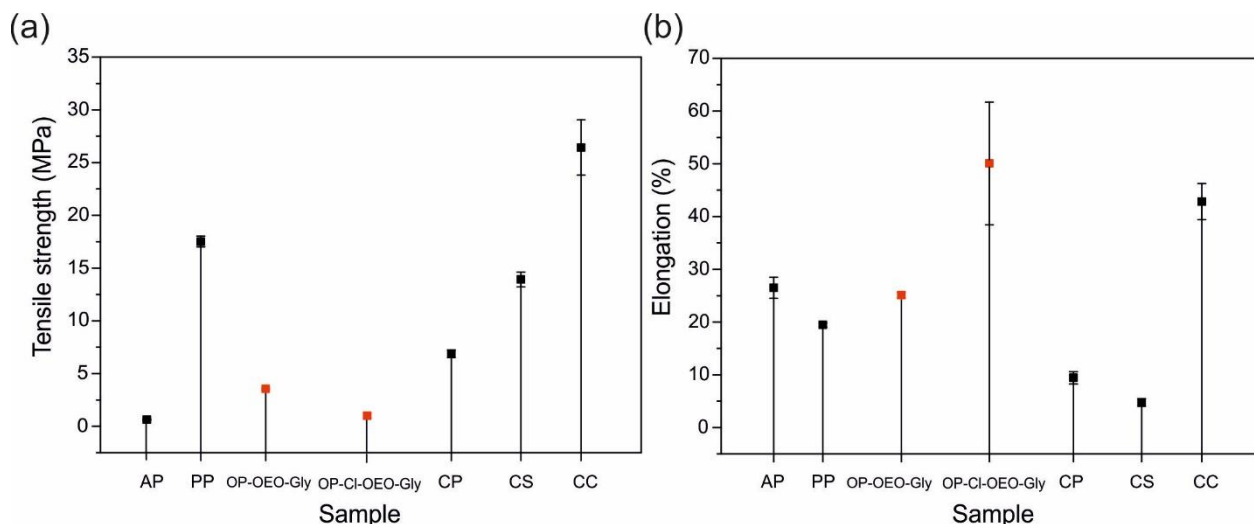 (a)
Tensile strength (MPa)
35
30
25
20
15
10
5
0
AP PP OP-OEO-Gly OP-Cl-OEO-Gly CP CS CC
Sample
(b)
Elongation (%)
70
60
50
40
30
20
10
0
AP PP OP-OEO-Gly OP-Cl-OEO-Gly CP CS CC
Sample